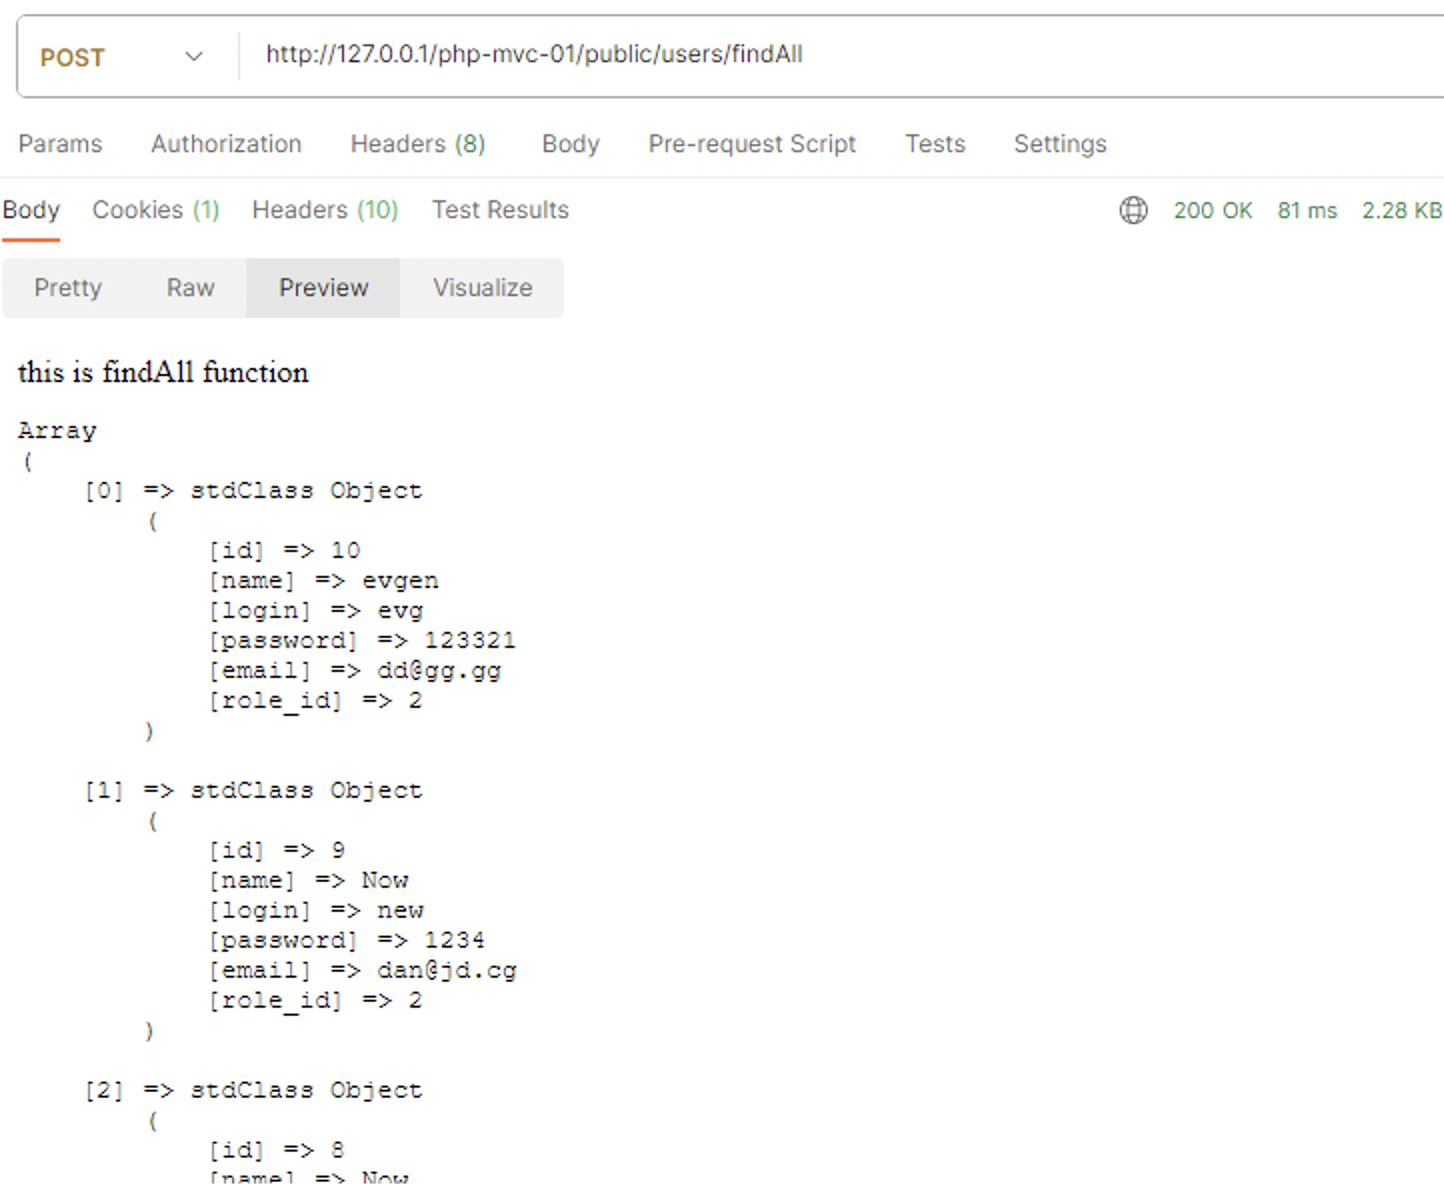 POST http://127.0.0.1/php-mvc-01/public/users/findAll
Params Authorization Headers (8) Body Pre-request Script Tests Settings
Body Cookies (1) Headers (10) Test Results 200 OK 81 ms 2.28 KB
Pretty Raw Preview Visualize
this is findAll function
Array
(
    [0] => stdClass Object
        (
            [id] => 10
            [name] => evgen
            [login] => evg
            [password] => 123321
            [email] => dd@gg.gg
            [role_id] => 2
        )
    [1] => stdClass Object
        (
            [id] => 9
            [name] => Now
            [login] => new
            [password] => 1234
            [email] => dan@jd.cg
            [role_id] => 2
        )
    [2] => stdClass Object
        (
            [id] => 8
            [name] => Now